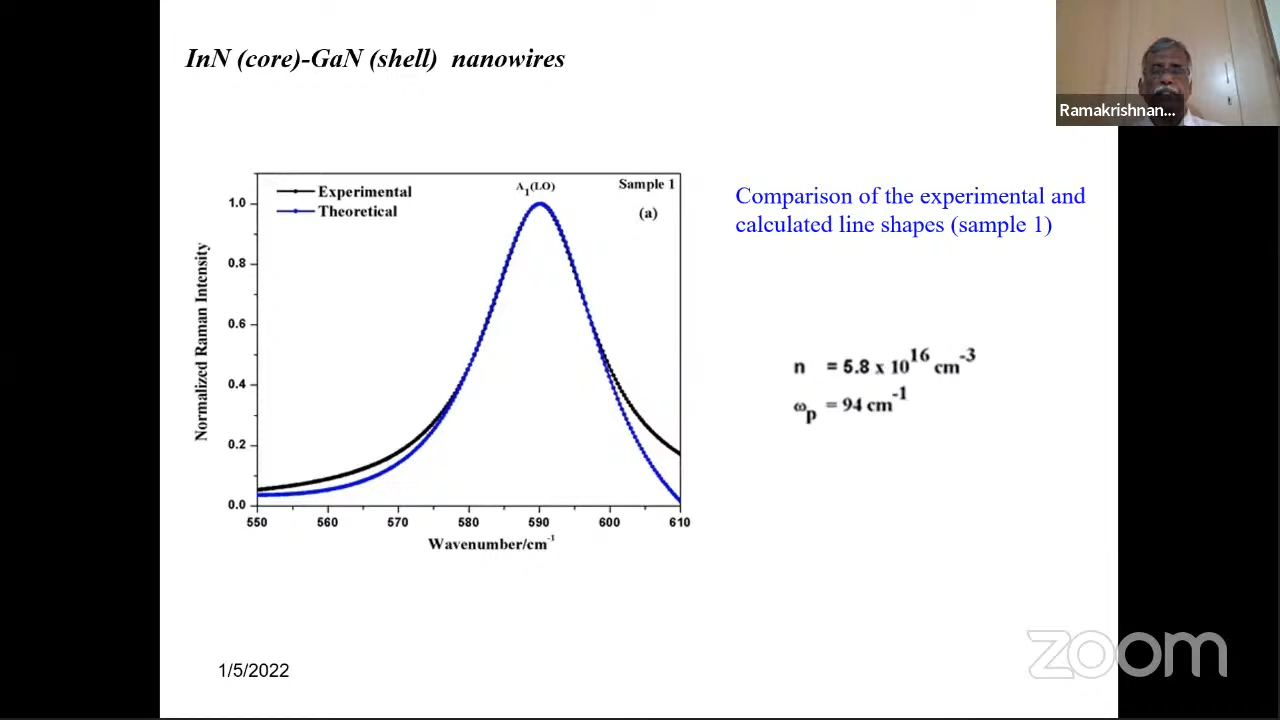 InN (core)-GaN (shell) nanowires
Ramakrishnan...
Experimental
Theoretical
A1(LO)
Sample 1
(a)
1.0
0.8
0.6
0.4
0.2
0.0
Normalized Raman Intensity
550 560 570 580 590 600 610
Wavenumber/cm-1
Comparison of the experimental and
calculated line shapes (sample 1)
n = 5.8 x 10^16 cm^-3
ωp = 94 cm^-1
1/5/2022
zoom